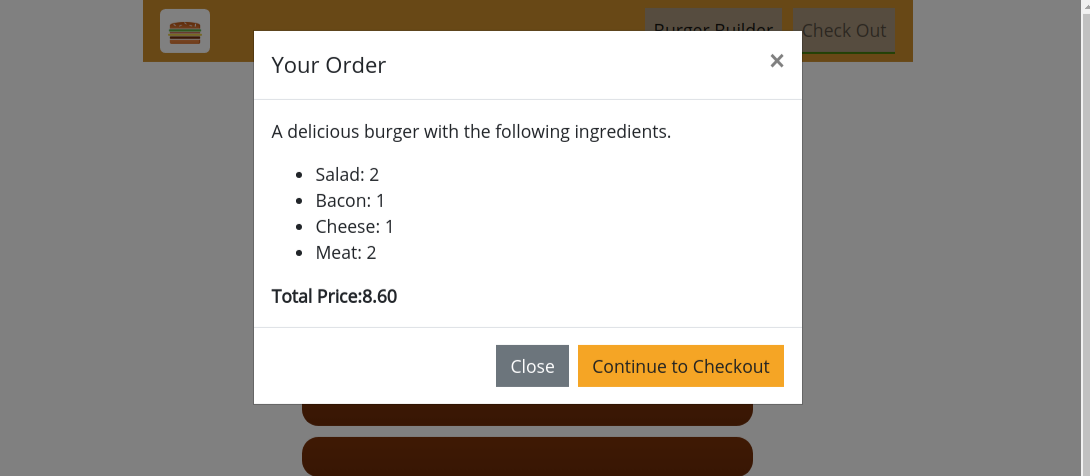 Burger Builder
Check Out
Your Order
×
A delicious burger with the following ingredients.
• Salad: 2
• Bacon: 1
• Cheese: 1
• Meat: 2
Total Price:8.60
Close
Continue to Checkout